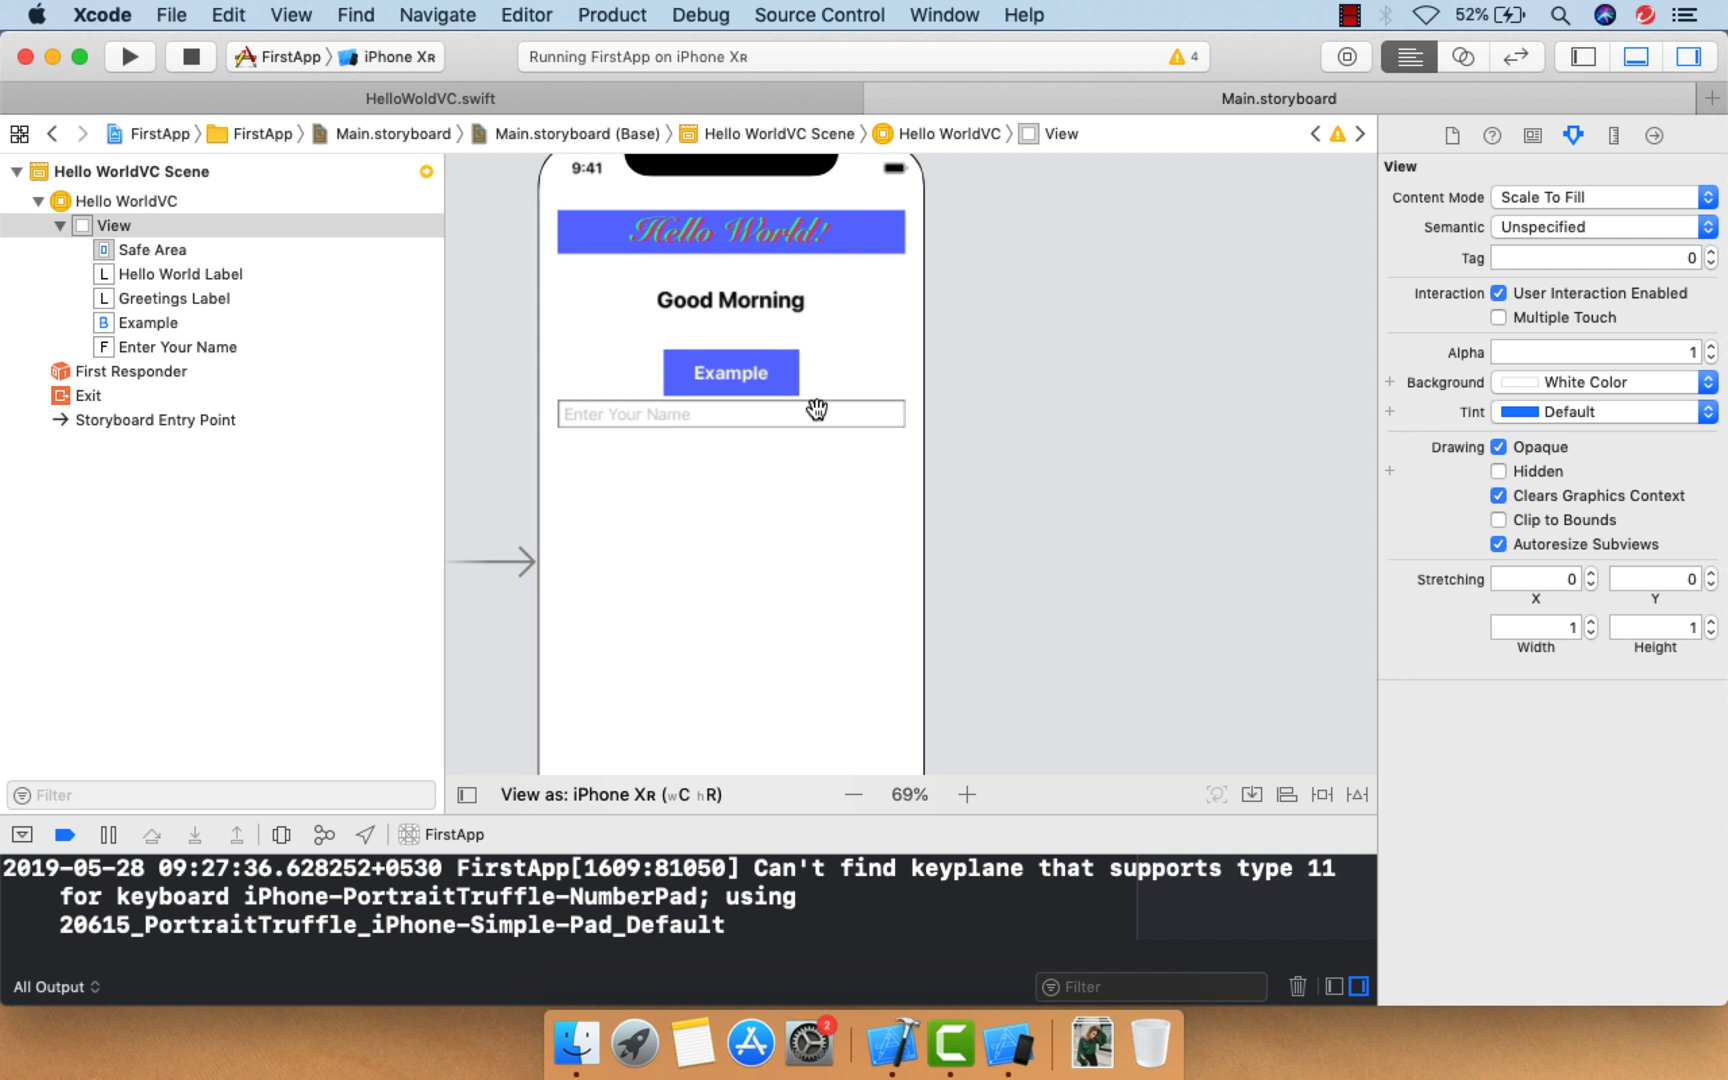 Xcode File Edit View Find Navigate Editor Product Debug Source Control Window Help 52%
FirstApp iPhone XR Running FirstApp on iPhone XR 4
HelloWoldVC.swift Main.storyboard
FirstApp FirstApp Main.storyboard Main.storyboard (Base) Hello WorldVC Scene Hello WorldVC View
Hello WorldVC Scene
Hello WorldVC
View
Safe Area
L Hello World Label
L Greetings Label
B Example
F Enter Your Name
First Responder
Exit
Storyboard Entry Point
Filter
9:41
Hello World!
Good Morning
Example
Enter Your Name
View as: iPhone XR (wC hR) 69%
View
Content Mode Scale To Fill
Semantic Unspecified
Tag 0
Interaction User Interaction Enabled
Multiple Touch
Alpha 1
Background White Color
Tint Default
Drawing Opaque
Hidden
Clears Graphics Context
Clip to Bounds
Autoresize Subviews
Stretching 0 0
X Y
1 1
Width Height
FirstApp
2019-05-28 09:27:36.628252+0530 FirstApp[1609:81050] Can't find keyplane that supports type 11
for keyboard iPhone-PortraitTruffle-NumberPad; using
20615_PortraitTruffle_iPhone-Simple-Pad_Default
All Output Filter
2